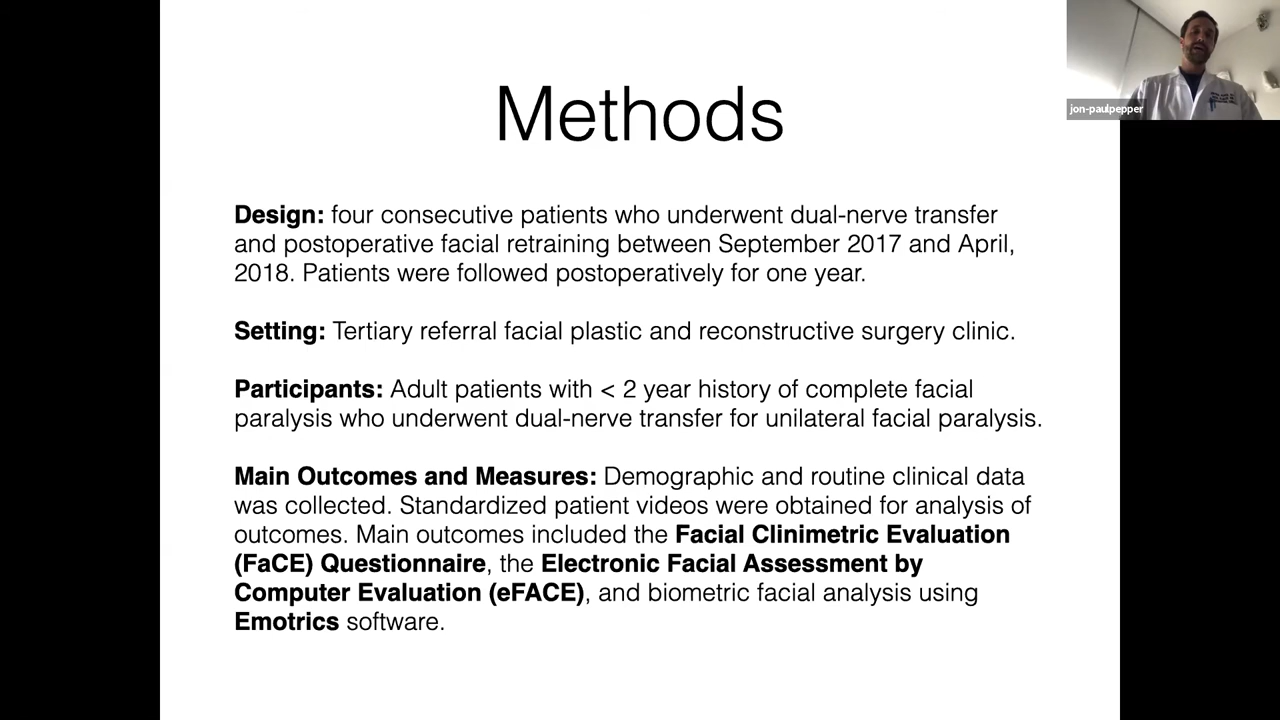 Methods
jon-paulpepper
Design: four consecutive patients who underwent dual-nerve transfer
and postoperative facial retraining between September 2017 and April,
2018. Patients were followed postoperatively for one year.
Setting: Tertiary referral facial plastic and reconstructive surgery clinic.
Participants: Adult patients with < 2 year history of complete facial
paralysis who underwent dual-nerve transfer for unilateral facial paralysis.
Main Outcomes and Measures: Demographic and routine clinical data
was collected. Standardized patient videos were obtained for analysis of
outcomes. Main outcomes included the Facial Clinimetric Evaluation
(FaCE) Questionnaire, the Electronic Facial Assessment by
Computer Evaluation (eFACE), and biometric facial analysis using
Emotrics software.